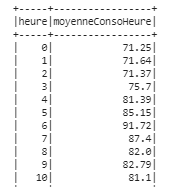 +-----+------------------+
|heure|moyenneConsoHeure|
+-----+------------------+
| 0| 71.25|
| 1| 71.64|
| 2| 71.37|
| 3| 75.7|
| 4| 81.39|
| 5| 85.15|
| 6| 91.72|
| 7| 87.4|
| 8| 82.0|
| 9| 82.79|
| 10| 81.1|